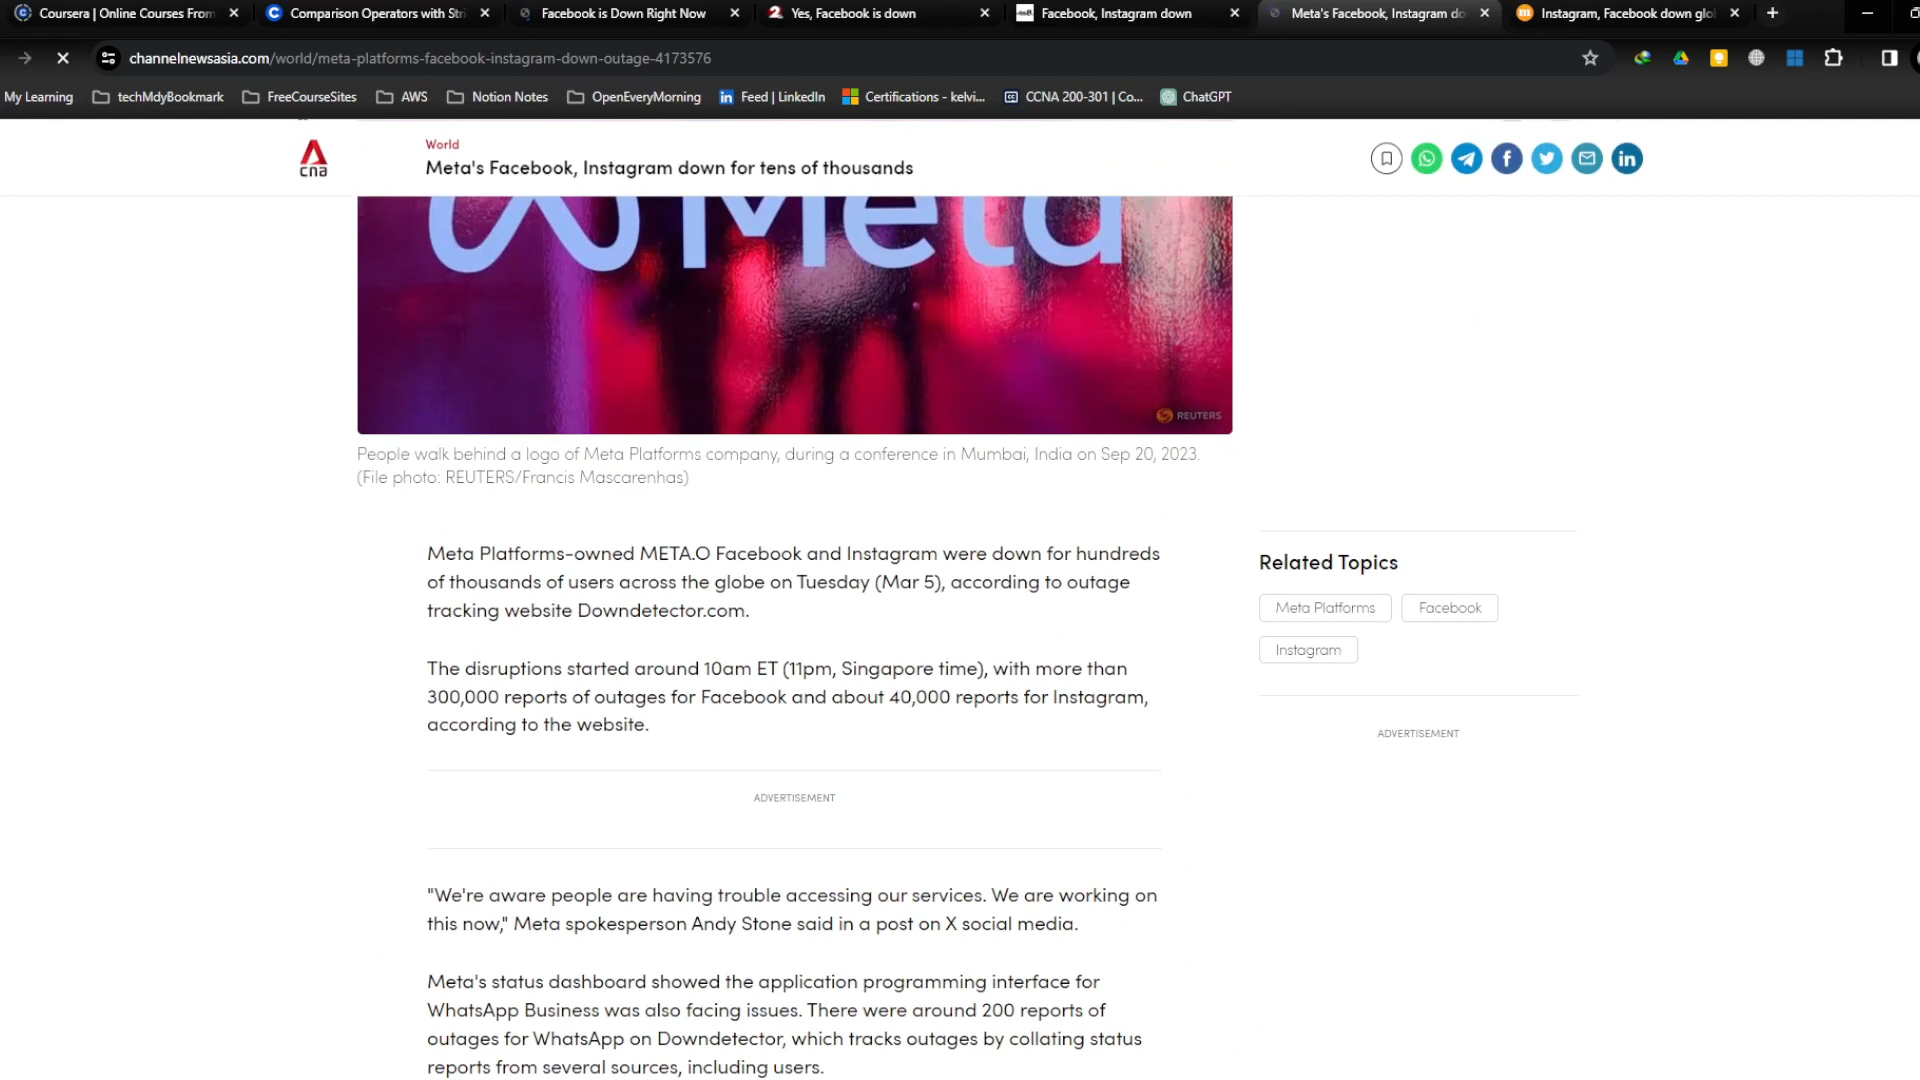 Coursera | Online Courses From
Comparison Operators with Stri
Facebook is Down Right Now
Yes, Facebook is down
Facebook, Instagram down
Meta's Facebook, Instagram do
Instagram, Facebook down glo
channelnewsasia.com/world/meta-platforms-facebook-instagram-down-outage-4173576
My Learning
techMdyBookmark
FreeCourseSites
AWS
Notion Notes
OpenEveryMorning
Feed | LinkedIn
Certifications - kelvi...
CCNA 200-301 | Co...
ChatGPT
cna
World
Meta's Facebook, Instagram down for tens of thousands
Meta
REUTERS
People walk behind a logo of Meta Platforms company, during a conference in Mumbai, India on Sep 20, 2023.
(File photo: REUTERS/Francis Mascarenhas)
Meta Platforms-owned META.O Facebook and Instagram were down for hundreds
of thousands of users across the globe on Tuesday (Mar 5), according to outage
tracking website Downdetector.com.
The disruptions started around 10am ET (11pm, Singapore time), with more than
300,000 reports of outages for Facebook and about 40,000 reports for Instagram,
according to the website.
ADVERTISEMENT
"We're aware people are having trouble accessing our services. We are working on
this now," Meta spokesperson Andy Stone said in a post on X social media.
Meta's status dashboard showed the application programming interface for
WhatsApp Business was also facing issues. There were around 200 reports of
outages for WhatsApp on Downdetector, which tracks outages by collating status
reports from several sources, including users.
Related Topics
Meta Platforms
Facebook
Instagram
ADVERTISEMENT